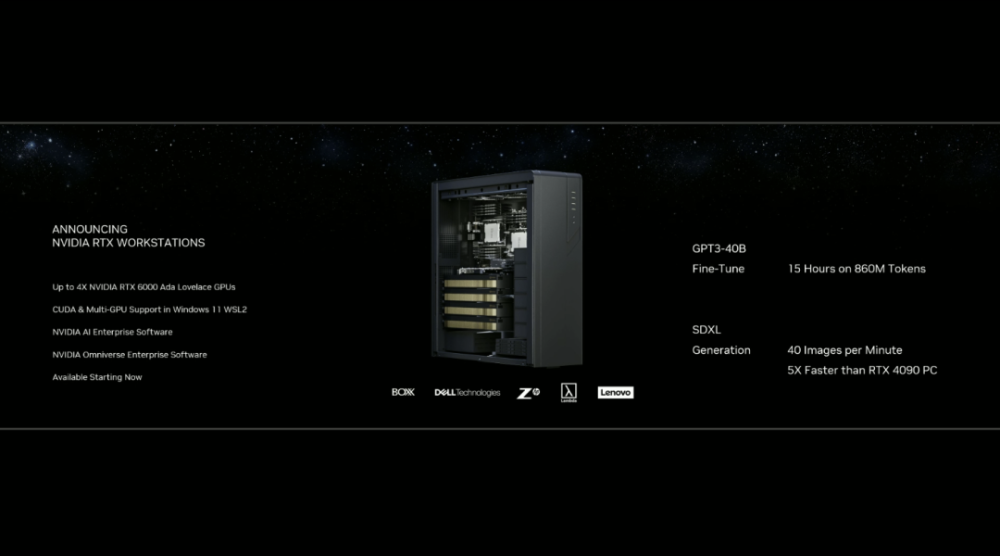 ANNOUNCING
NVIDIA RTX WORKSTATIONS
Up to 4X NVIDIA RTX 6000 Ada Lovelace GPUs
CUDA & Multi-GPU Support in Windows 11 WSL2
NVIDIA AI Enterprise Software
NVIDIA Omniverse Enterprise Software
Available Starting Now
BOXX DELLTechnologies Z hp Lambda Lenovo
GPT3-40B
Fine-Tune 15 Hours on 860M Tokens
SDXL
Generation 40 Images per Minute
5X Faster than RTX 4090 PC